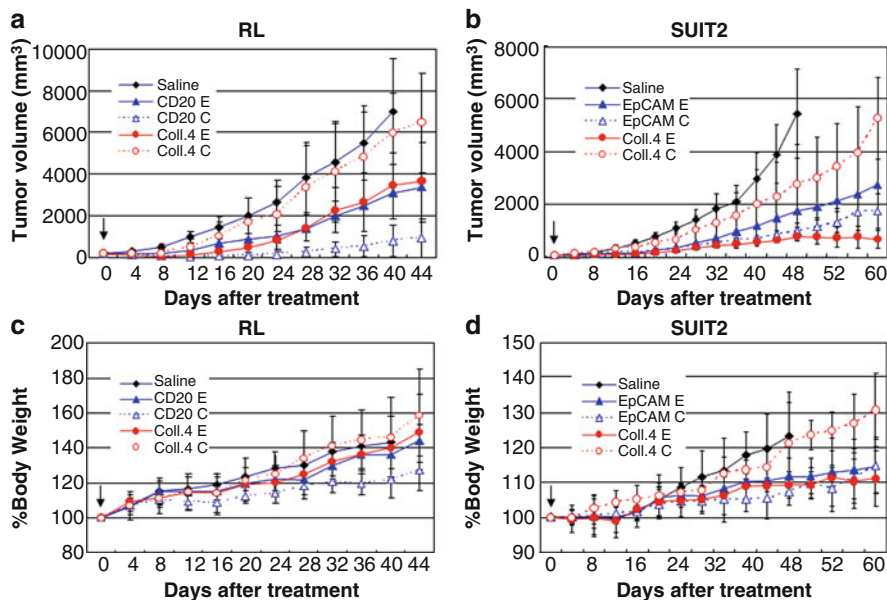 a
RL
Tumor volume (mm³)
10000
8000
6000
4000
2000
0
Saline
CD20 E
CD20 C
Coll.4 E
Coll.4 C
0 4 8 12 16 20 24 28 32 36 40 44
Days after treatment
b
SUIT2
Tumor volume (mm³)
8000
6000
4000
2000
0
Saline
EpCAM E
EpCAM C
Coll.4 E
Coll.4 C
0 8 16 24 32 40 48 60
Days after treatment
c
RL
%Body Weight
200
180
160
140
120
100
80
Saline
CD20 E
CD20 C
Coll.4 E
Coll.4 C
0 4 8 12 14 20 24 28 32 36 40 44
Days after treatment
d
SUIT2
%Body Weight
150
140
130
120
110
100
90
Saline
EpCAM E
EpCAM C
Coll.4 E
Coll.4 C
0 8 16 24 32 40 48 60
Days after treatment